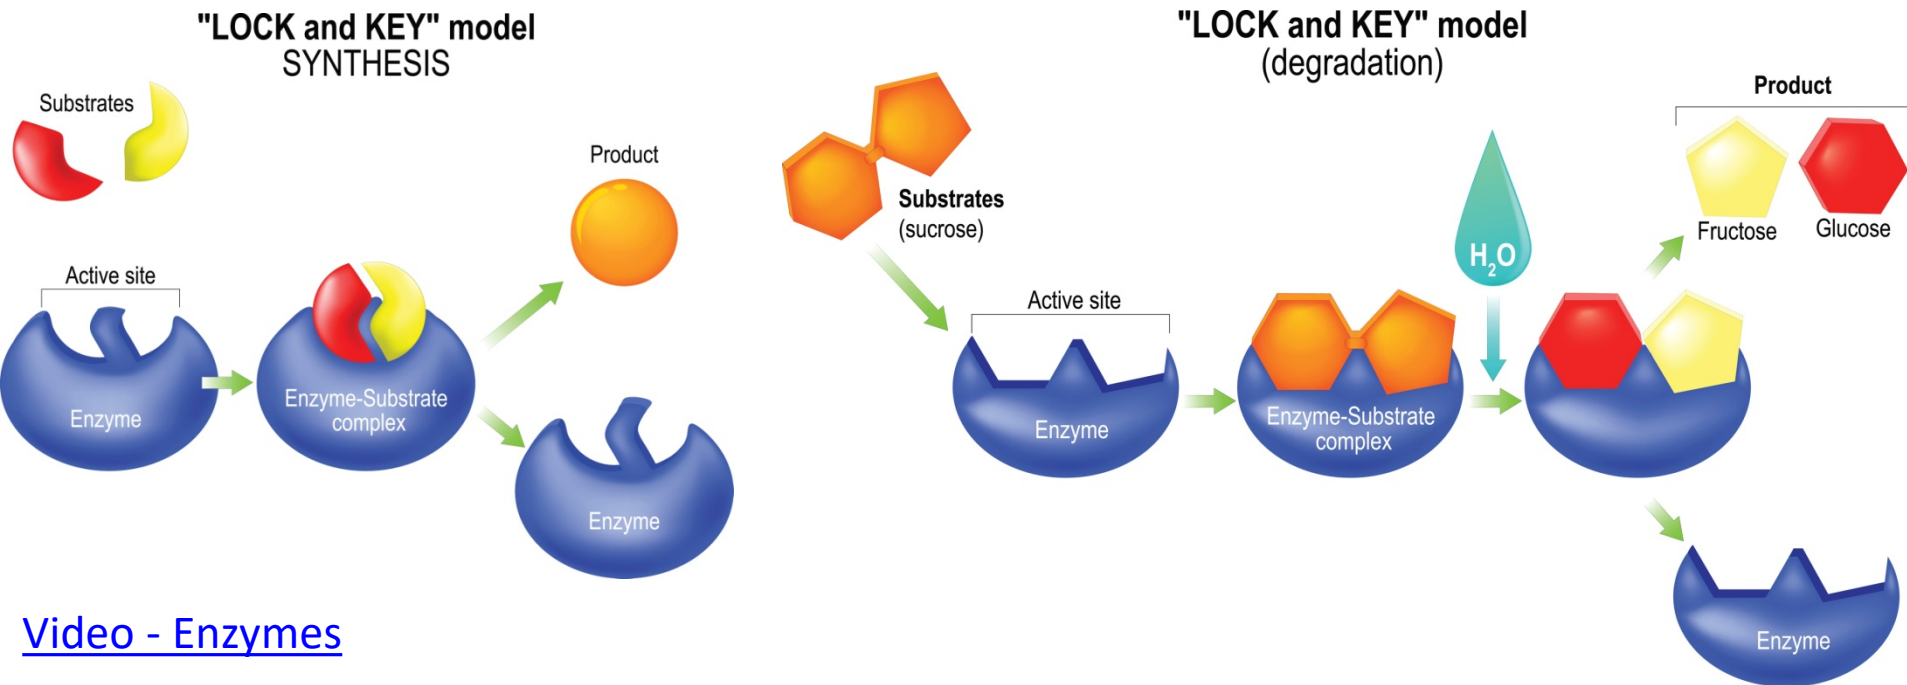 "LOCK and KEY" model
SYNTHESIS
Substrates
Product
Active site
Enzyme
Enzyme-Substrate
complex
Enzyme
Video - Enzymes
"LOCK and KEY" model
(degradation)
Product
Substrates
(sucrose)
H₂O
Fructose
Glucose
Active site
Enzyme
Enzyme-Substrate
complex
Enzyme